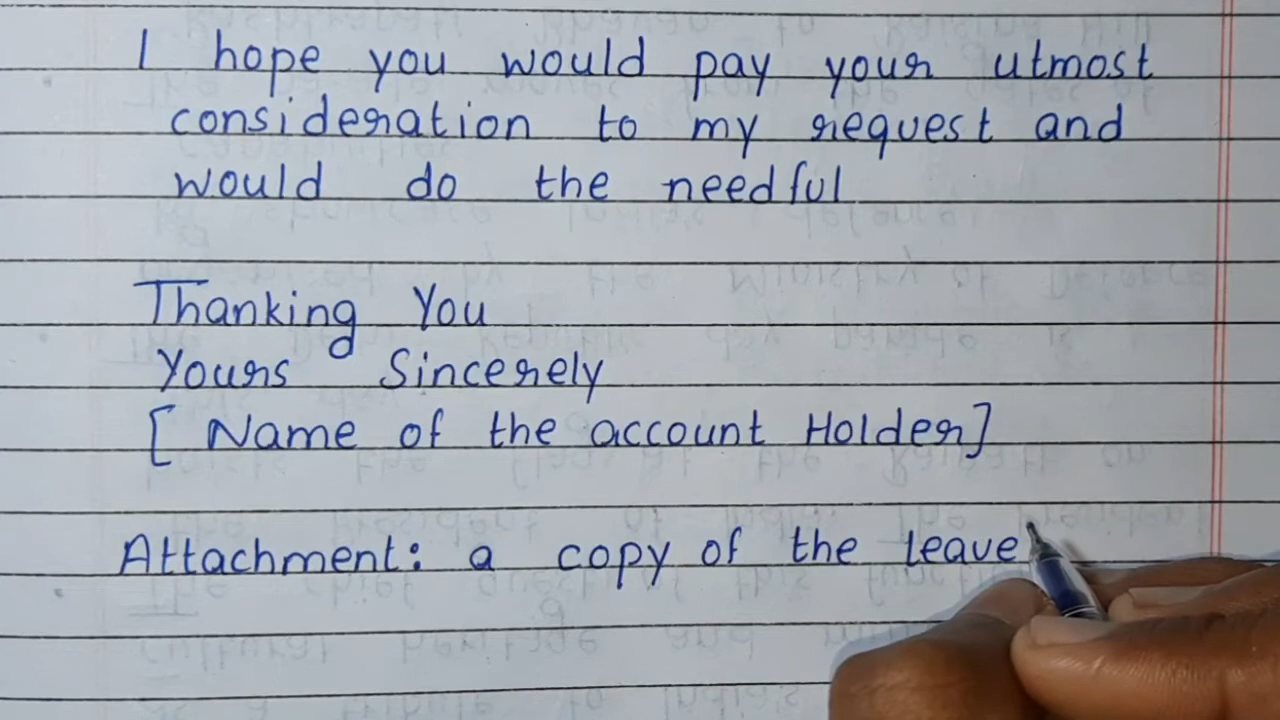 I hope you would pay your utmost
consideration to my request and
would do the needful
Thanking You
Yours Sincerely
[ Name of the account Holder]
Attachment: a copy of the leave